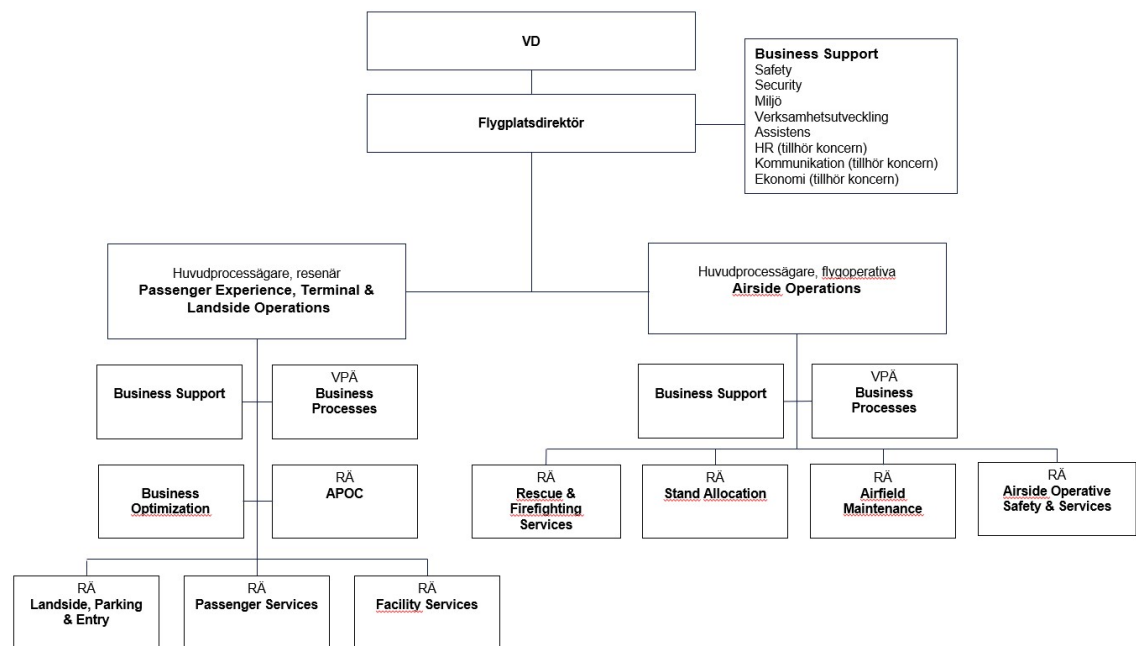 VD
Flygplatsdirektör
Business Support
Safety
Security
Miljö
Verksamhetsutveckling
Assistens
HR (tillhör koncern)
Kommunikation (tillhör koncern)
Ekonomi (tillhör koncern)
Huvudprocessägare, resenär
Passenger Experience, Terminal &
Landside Operations
Huvudprocessägare, flygoperativa
Airside Operations
Business Support
VPÄ
Business
Processes
Business Support
VPÄ
Business
Processes
Business
Optimization
RÄ
APOC
RÄ
Rescue &
Firefighting
Services
RÄ
Stand Allocation
RÄ
Airfield
Maintenance
RÄ
Airside Operative
Safety & Services
RÄ
Landside, Parking
& Entry
RÄ
Passenger Services
RÄ
Facility Services